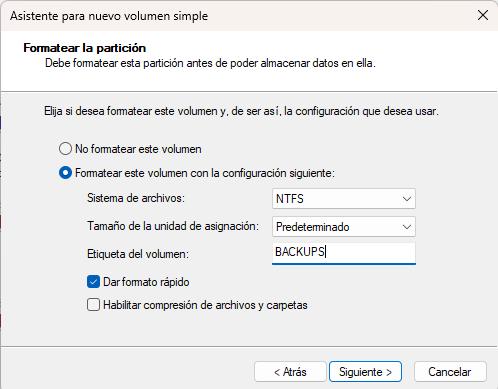 Asistente para nuevo volumen simple
Formatear la partición
Debe formatear esta partición antes de poder almacenar datos en ella.
Elija si desea formatear este volumen y, de ser así, la configuración que desea usar.
No formatear este volumen
Formatear este volumen con la configuración siguiente:
Sistema de archivos: NTFS
Tamaño de la unidad de asignación: Predeterminado
Etiqueta del volumen: BACKUPS
Dar formato rápido
Habilitar compresión de archivos y carpetas
< Atrás Siguiente > Cancelar